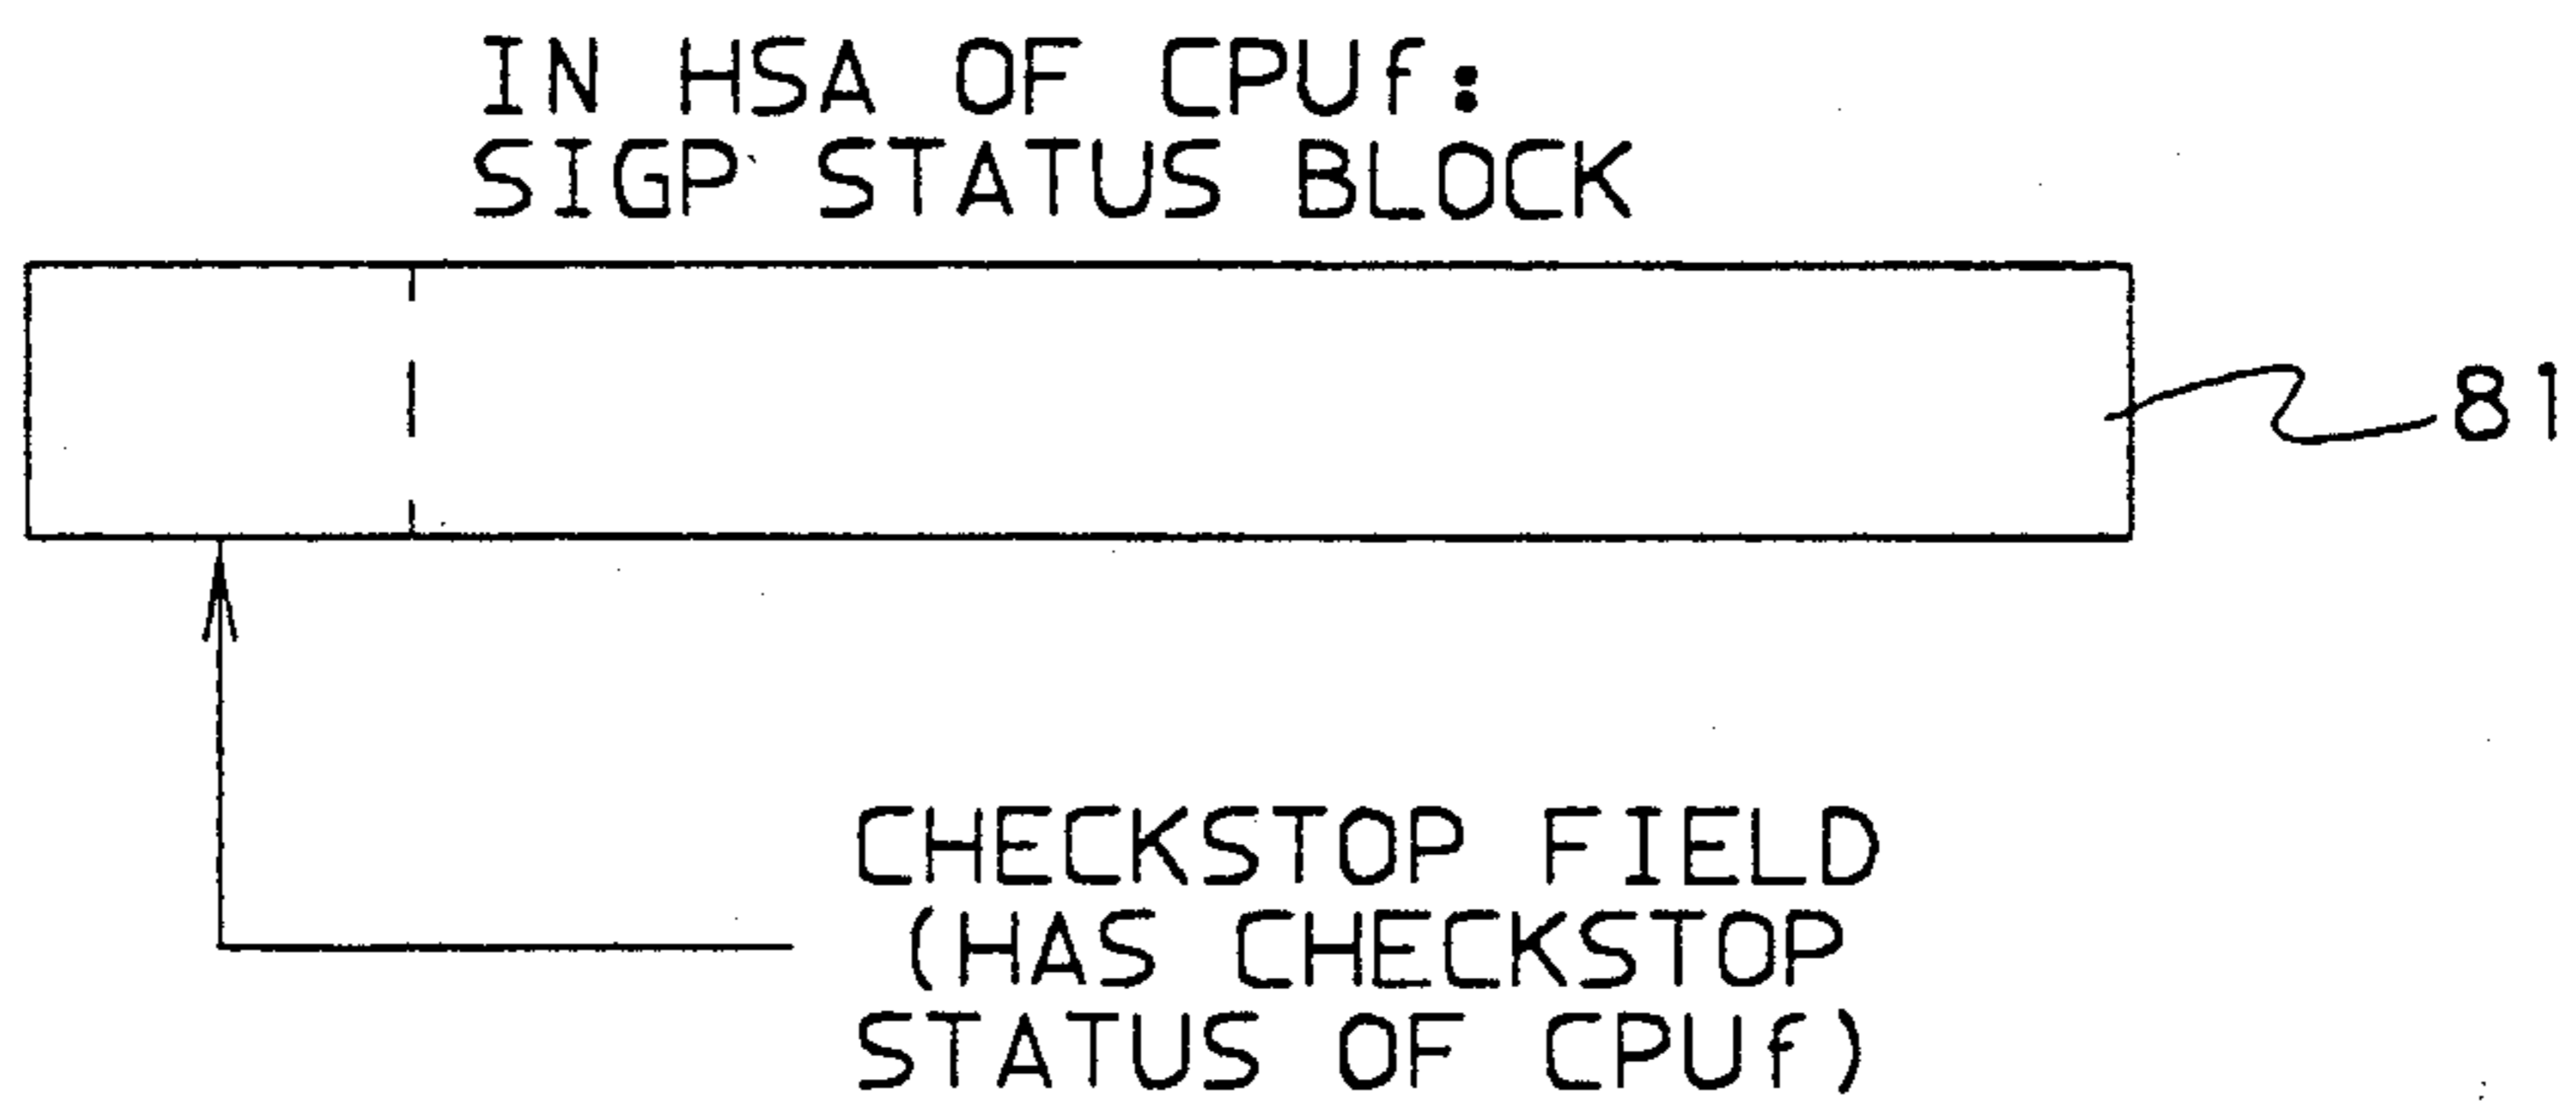 IN HSA OF CPUf:
SIGP STATUS BLOCK
81
CHECKSTOP FIELD
(HAS CHECKSTOP
STATUS OF CPUf)